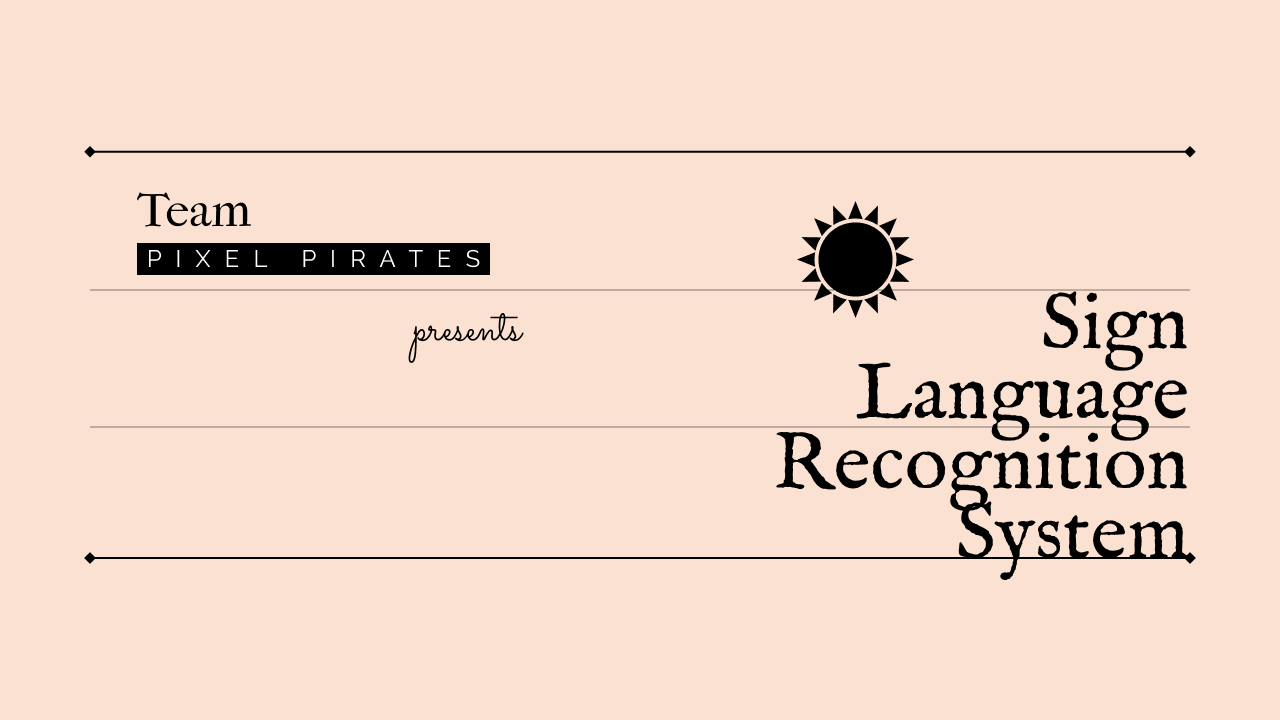 Team
PIXEL PIRATES
presents
Sign
Language
Recognition
System